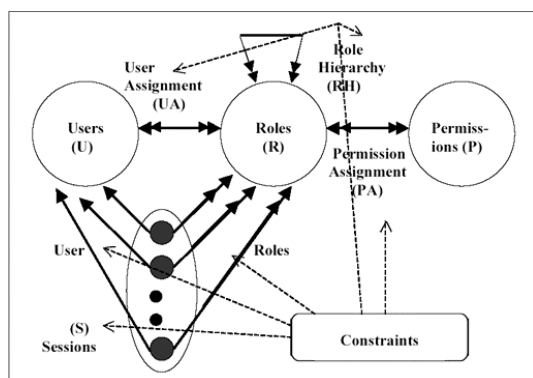 User
Assignment
(UA)
Role
Hierarchy
(RH)
Users
(U)
Roles
(R)
Permiss-
ions (P)
Permission
Assignment
(PA)
User
Roles
(S)
Sessions
Constraints